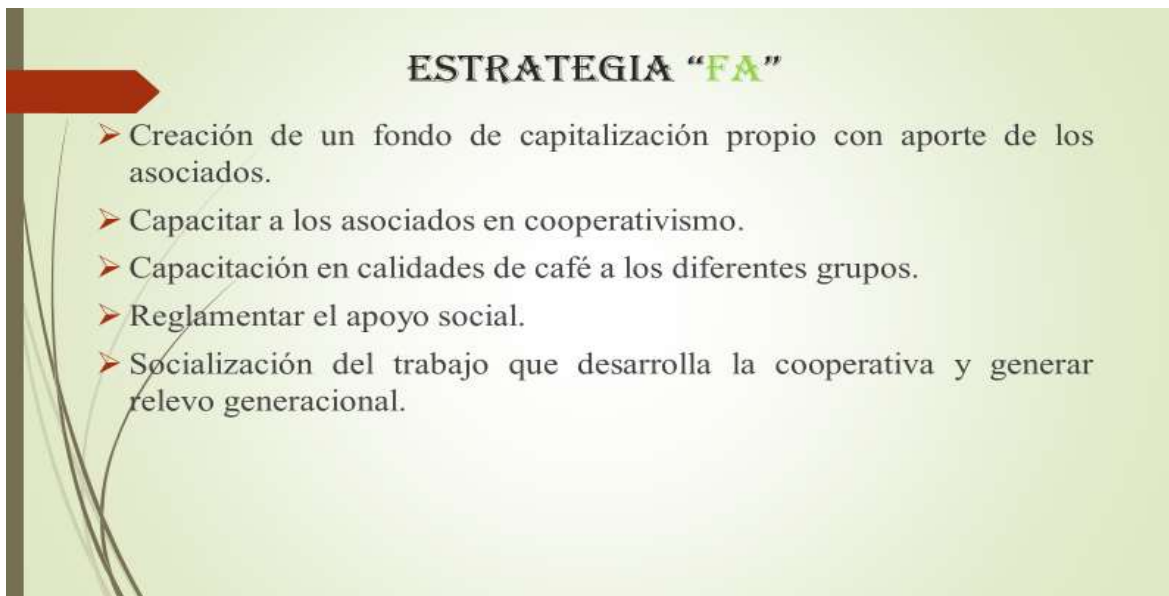 ESTRATEGIA “FA”
➢ Creación de un fondo de capitalización propio con aporte de los
asociados.
➢ Capacitar a los asociados en cooperativismo.
➢ Capacitación en calidades de café a los diferentes grupos.
➢ Reglamentar el apoyo social.
➢ Socialización del trabajo que desarrolla la cooperativa y generar
relevo generacional.